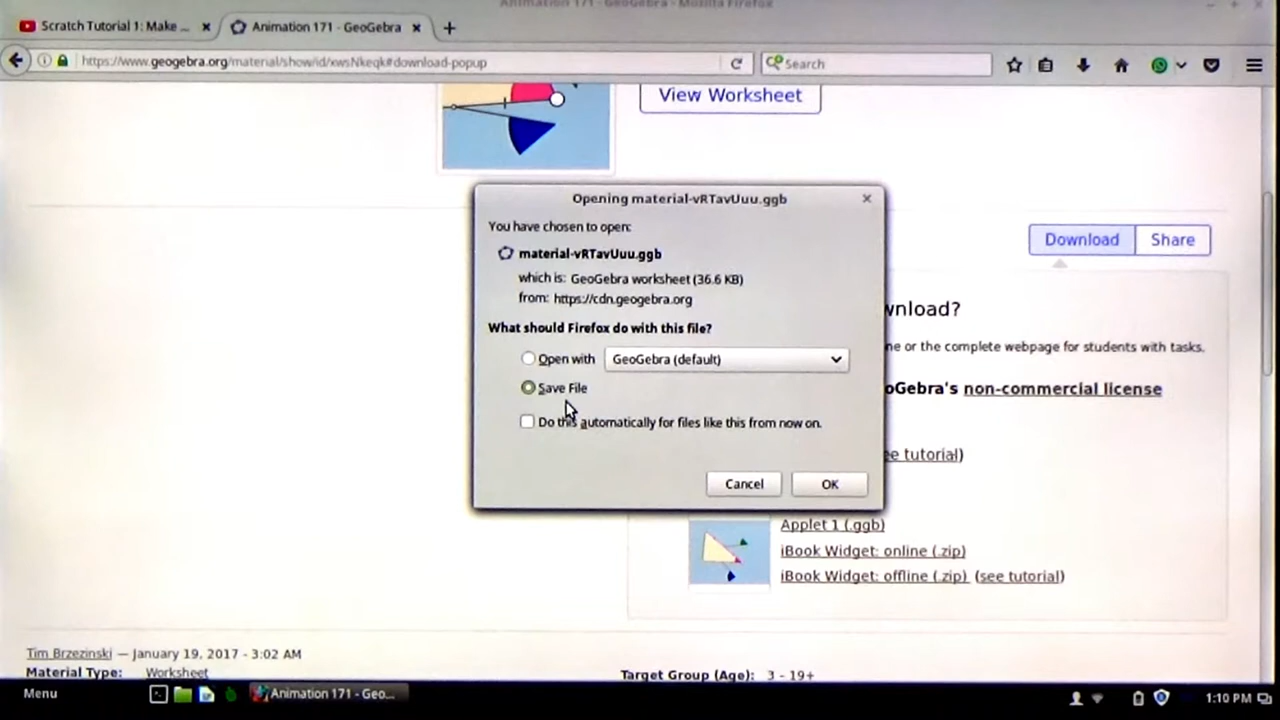 Animation 171 - GeoGebra - Mozilla Firefox
Scratch Tutorial 1: Make ...
Animation 171 - GeoGebra
https://www.geogebra.org/material/show/id/xwsNkeqk#download-popup
Search
View Worksheet
Opening material-vRTavUuu.ggb
You have chosen to open:
material-vRTavUuu.ggb
which is: GeoGebra worksheet (36.6 KB)
from: https://cdn.geogebra.org
What should Firefox do with this file?
Open with GeoGebra (default)
Save File
Do this automatically for files like this from now on.
Cancel OK
Download Share
wnload?
ne or the complete webpage for students with tasks.
oGebra's non-commercial license
ee tutorial)
Applet 1 (.ggb)
iBook Widget: online (.zip)
iBook Widget: offline (.zip) (see tutorial)
Tim Brzezinski — January 19, 2017 - 3:02 AM
Material Type: Worksheet
Target Group (Age): 3 - 19+
Menu
Animation 171 - Geo...
1:10 PM